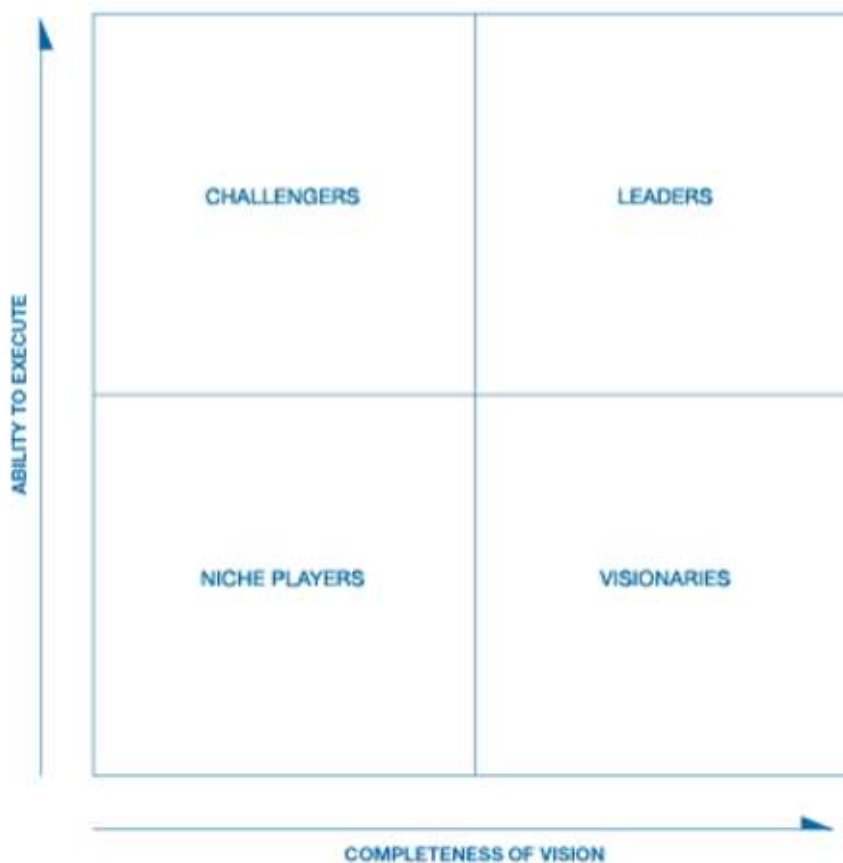 CHALLENGERS
LEADERS
ABILITY TO EXECUTE
NICHE PLAYERS
VISIONARIES
COMPLETENESS OF VISION